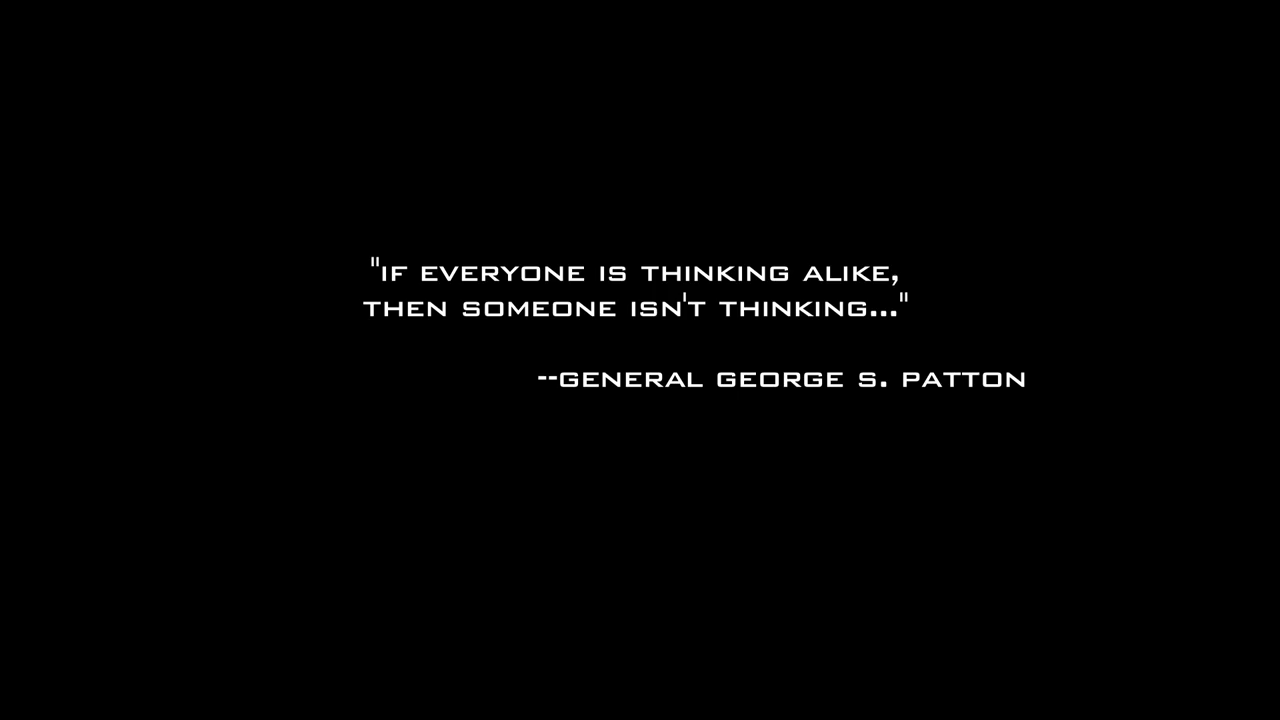 "IF EVERYONE IS THINKING ALIKE,
THEN SOMEONE ISN'T THINKING..."
--GENERAL GEORGE S. PATTON